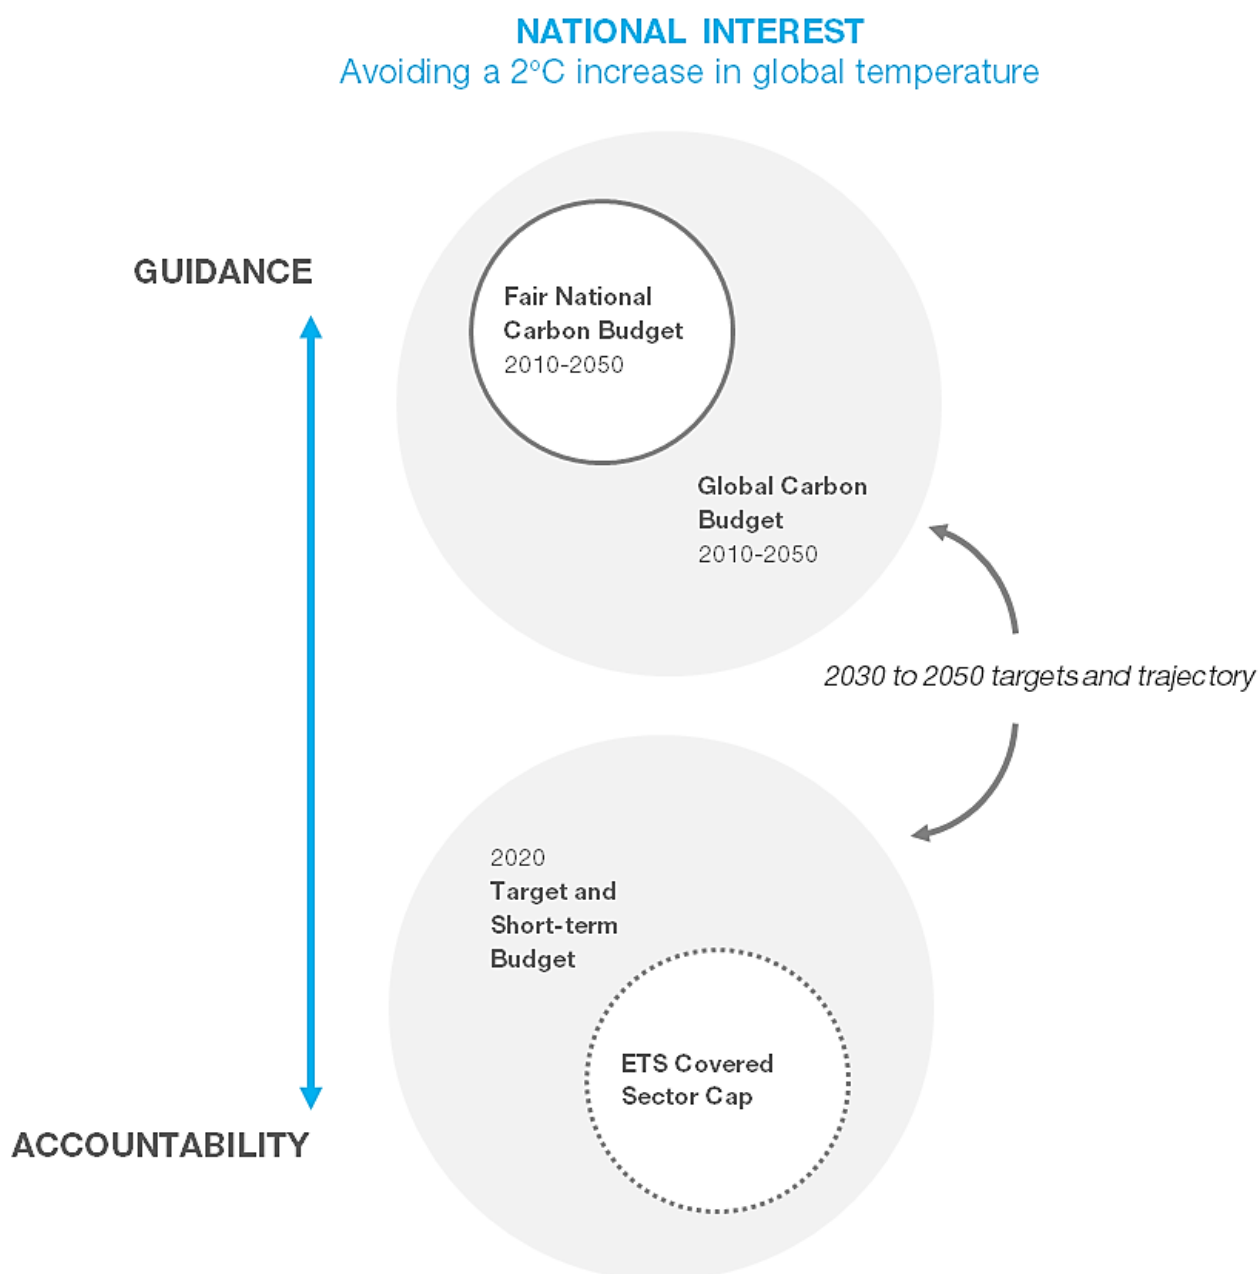 NATIONAL INTEREST
Avoiding a 2°C increase in global temperature
GUIDANCE
Fair National
Carbon Budget
2010-2050
Global Carbon
Budget
2010-2050
2030 to 2050 targets and trajectory
2020
Target and
Short-term
Budget
ETS Covered
Sector Cap
ACCOUNTABILITY